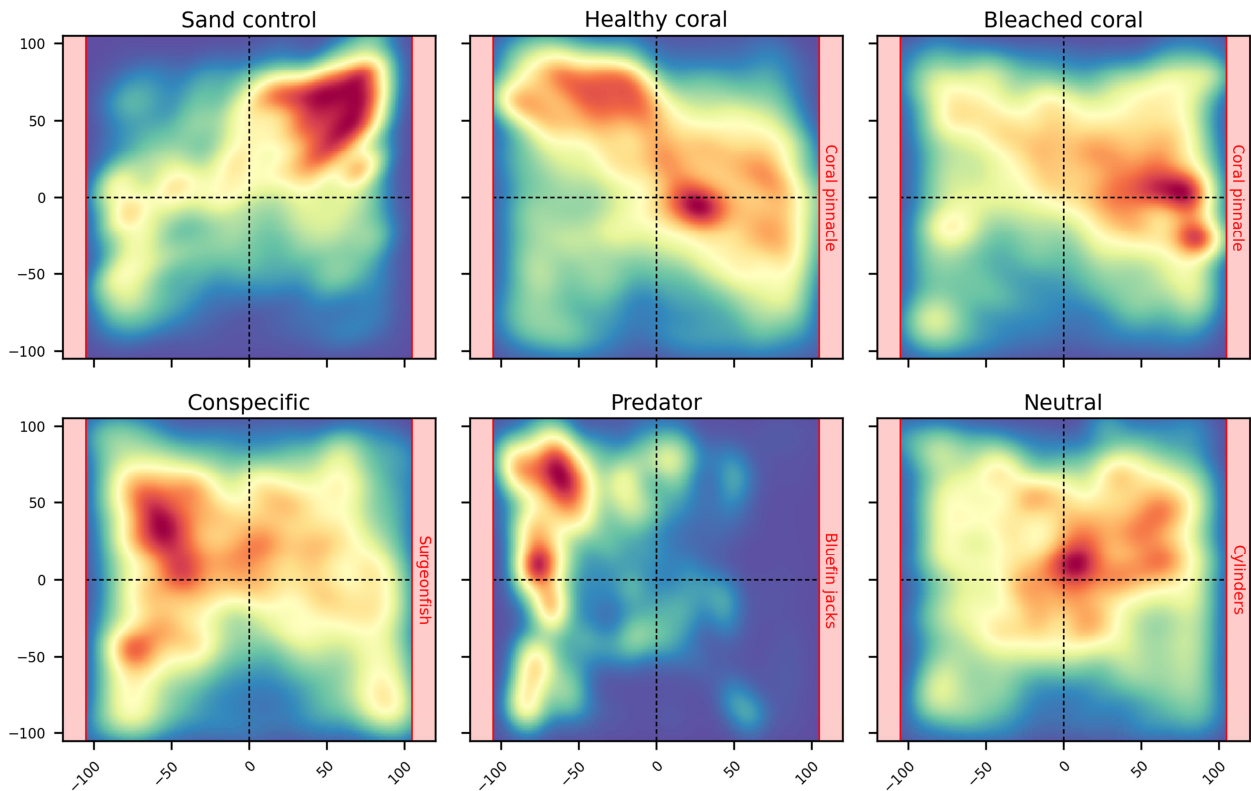 Sand control
Healthy coral
Bleached coral
100
50
0
−50
−100
Coral pinnacle
Coral pinnacle
Conspecific
Predator
Neutral
100
50
0
−50
−100
Surgeonfish
Bluefin jacks
Cylinders
−100 −50 0 50 100
−100 −50 0 50 100
−100 −50 0 50 100